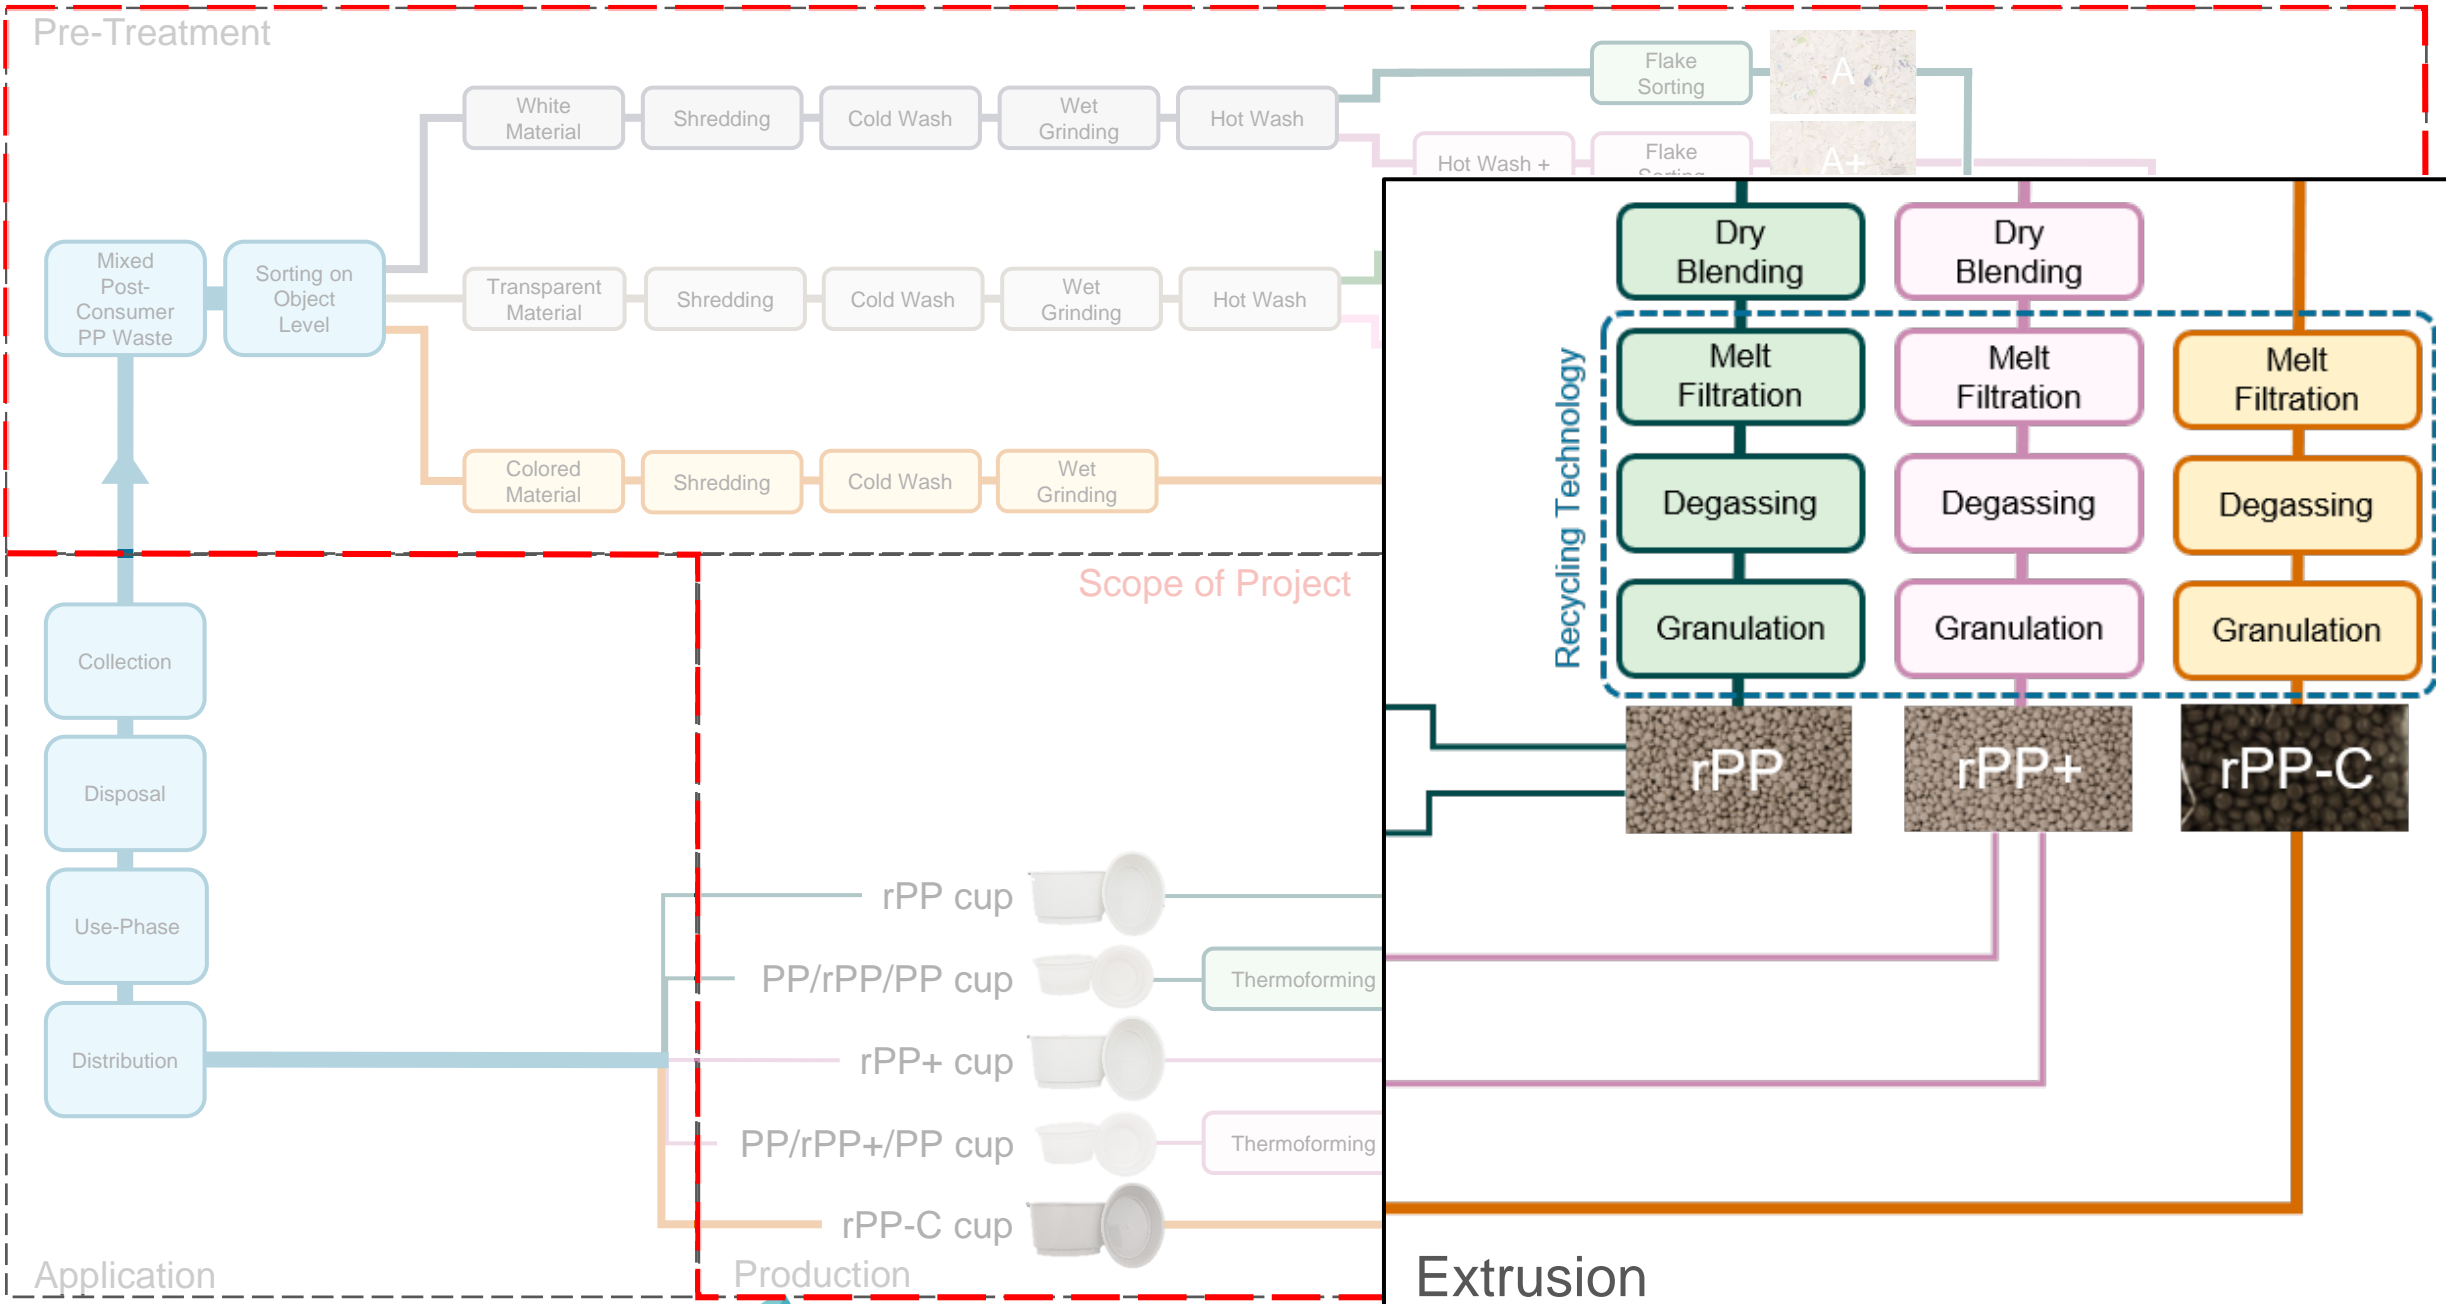 Pre-Treatment
White
Material
Shredding
Cold Wash
Wet
Grinding
Hot Wash
Flake
Sorting
A
Hot Wash +
Flake
Sorting
A+
Mixed
Post-
Consumer
PP Waste
Sorting on
Object
Level
Transparent
Material
Shredding
Cold Wash
Wet
Grinding
Hot Wash
Colored
Material
Shredding
Cold Wash
Wet
Grinding
Scope of Project
Collection
Disposal
Use-Phase
Distribution
rPP cup
PP/rPP/PP cup
Thermoforming
rPP+ cup
PP/rPP+/PP cup
Thermoforming
rPP-C cup
Application
Production
Dry
Blending
Dry
Blending
Recycling Technology
Melt
Filtration
Melt
Filtration
Melt
Filtration
Degassing
Degassing
Degassing
Granulation
Granulation
Granulation
rPP
rPP+
rPP-C
Extrusion